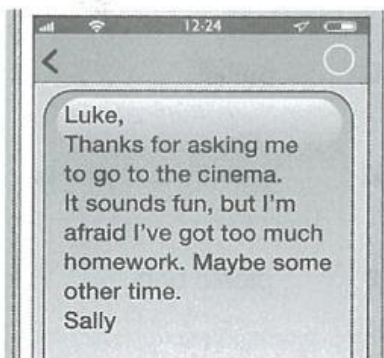 12:24
Luke,
Thanks for asking me
to go to the cinema.
It sounds fun, but I'm
afraid I've got too much
homework. Maybe some
other time.
Sally